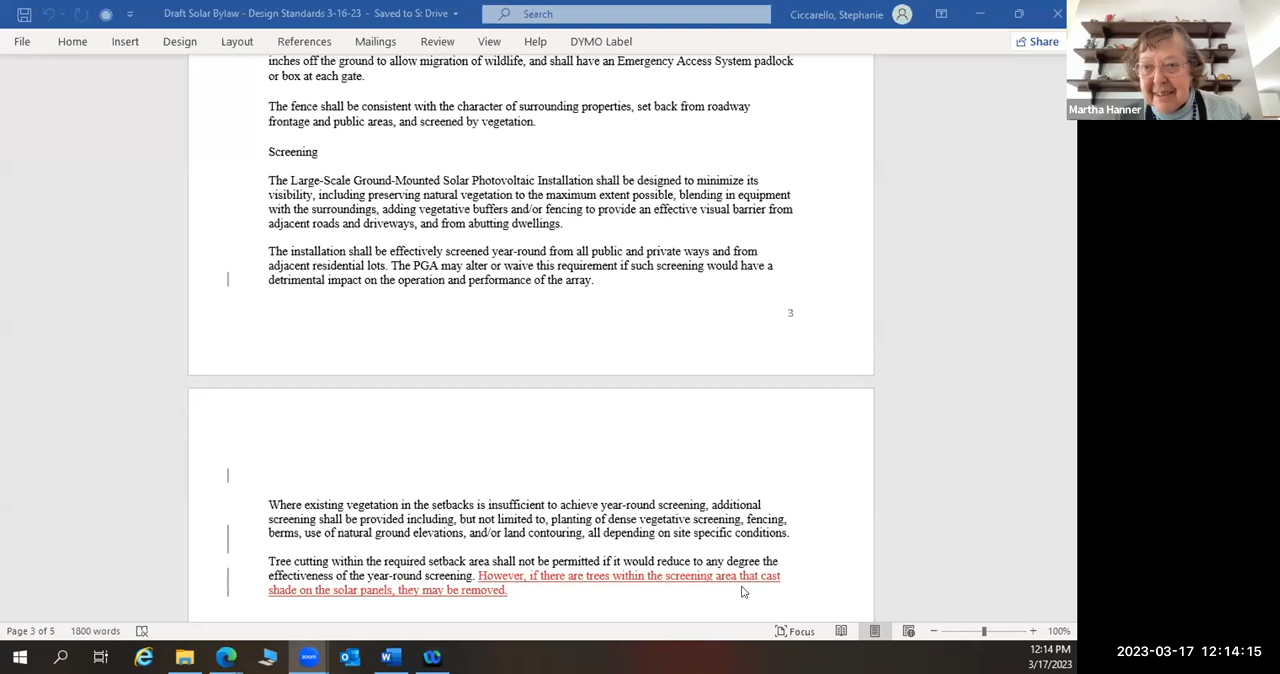 Draft Solar Bylaw - Design Standards 3-16-23 - Saved to S: Drive
Search
Ciccarello, Stephanie
File Home Insert Design Layout References Mailings Review View Help DYMO Label
Share
inches off the ground to allow migration of wildlife, and shall have an Emergency Access System padlock
or box at each gate.
The fence shall be consistent with the character of surrounding properties, set back from roadway
frontage and public areas, and screened by vegetation.
Screening
The Large-Scale Ground-Mounted Solar Photovoltaic Installation shall be designed to minimize its
visibility, including preserving natural vegetation to the maximum extent possible, blending in equipment
with the surroundings, adding vegetative buffers and/or fencing to provide an effective visual barrier from
adjacent roads and driveways, and from abutting dwellings.
The installation shall be effectively screened year-round from all public and private ways and from
adjacent residential lots. The PGA may alter or waive this requirement if such screening would have a
detrimental impact on the operation and performance of the array.
3
Where existing vegetation in the setbacks is insufficient to achieve year-round screening, additional
screening shall be provided including, but not limited to, planting of dense vegetative screening, fencing,
berms, use of natural ground elevations, and/or land contouring, all depending on site specific conditions.
Tree cutting within the required setback area shall not be permitted if it would reduce to any degree the
effectiveness of the year-round screening. However, if there are trees within the screening area that cast
shade on the solar panels, they may be removed.
Page 3 of 5 1800 words
Focus
100%
zoom
12:14 PM
3/17/2023
Martha Hanner
2023-03-17 12:14:15